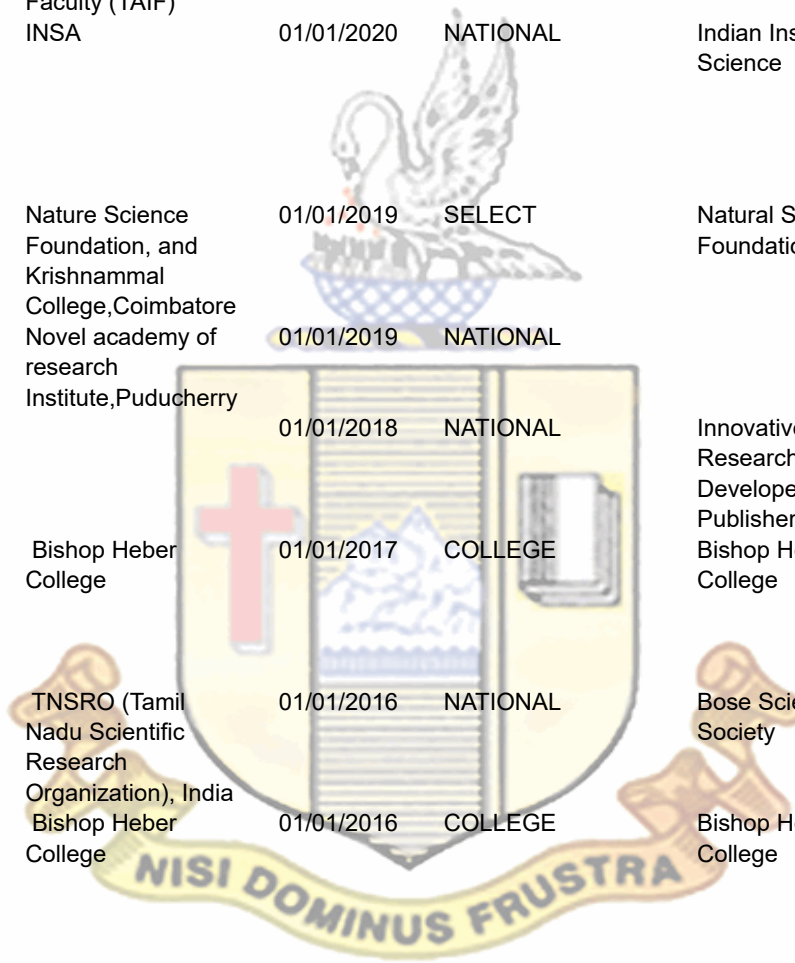 Faculty (TAIF)
INSA 01/01/2020 NATIONAL Indian Ins
Science
Nature Science 01/01/2019 SELECT Natural S
Foundation, and Foundatio
Krishnammal
College,Coimbatore
Novel academy of 01/01/2019 NATIONAL
research
Institute,Puducherry
01/01/2018 NATIONAL Innovative
Research
Develope
Publisher
Bishop Heber 01/01/2017 COLLEGE Bishop He
College College
TNSRO (Tamil 01/01/2016 NATIONAL Bose Scie
Nadu Scientific Society
Research
Organization), India
Bishop Heber 01/01/2016 COLLEGE Bishop He
College College
NISI DOMINUS FRUSTRA